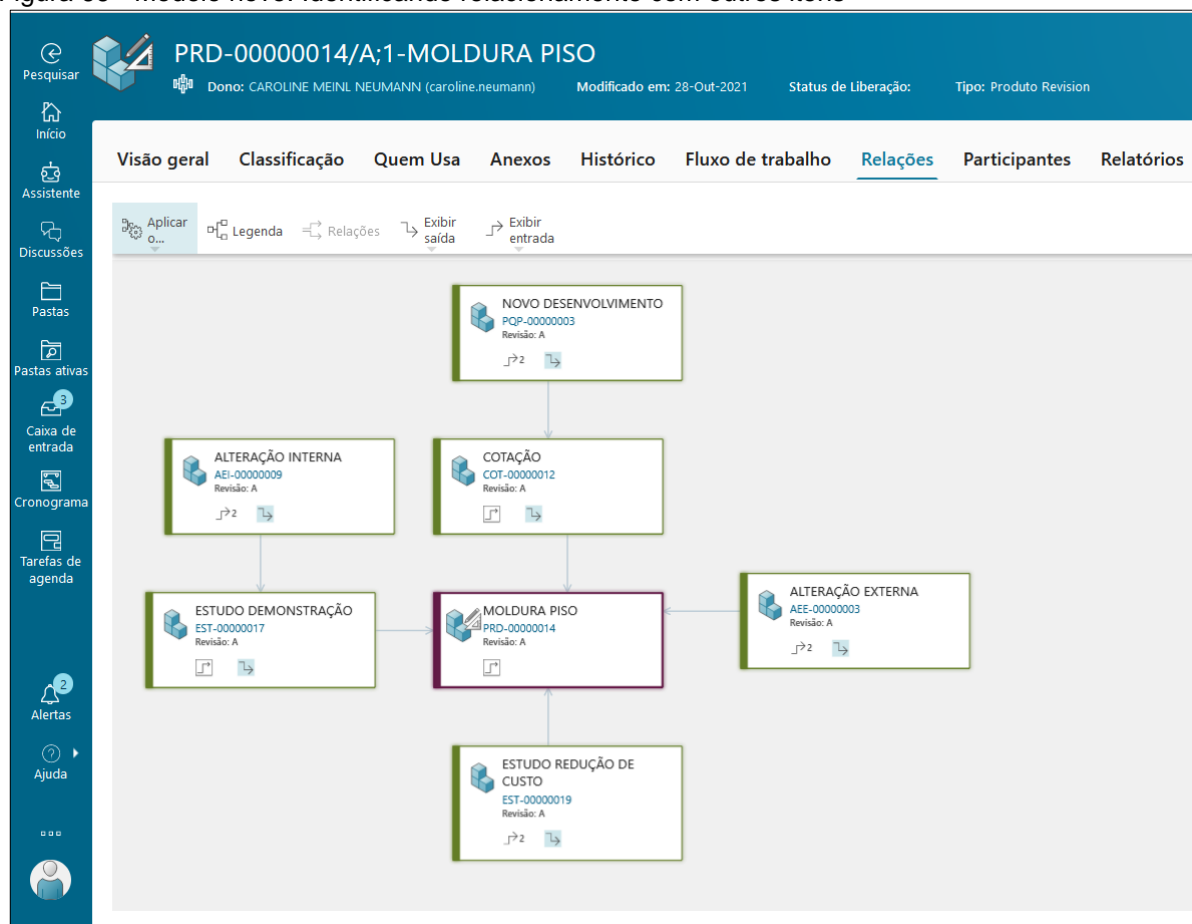 PRD-00000014/A;1-MOLDURA PISO
Dono: CAROLINE MEINL NEUMANN (caroline.neumann) Modificado em: 28-Out-2021 Status de Liberação: Tipo: Produto Revision
Pesquisar
Início
Assistente
Discussões
Pastas
Pastas ativas
3
Caixa de
entrada
Cronograma
Tarefas de
agenda
2
Alertas
Ajuda
Visão geral Classificação Quem Usa Anexos Histórico Fluxo de trabalho Relações Participantes Relatórios
Aplicar
o...
Legenda
Relações
Exibir
saída
Exibir
entrada
NOVO DESENVOLVIMENTO
PQP-00000003
Revisão: A
2
ALTERAÇÃO INTERNA
AEI-00000009
Revisão: A
2
COTAÇÃO
COT-00000012
Revisão: A
ESTUDO DEMONSTRAÇÃO
EST-00000017
Revisão: A
MOLDURA PISO
PRD-00000014
Revisão: A
ALTERAÇÃO EXTERNA
AEE-00000003
Revisão: A
2
ESTUDO REDUÇÃO DE
CUSTO
EST-00000019
Revisão: A
2